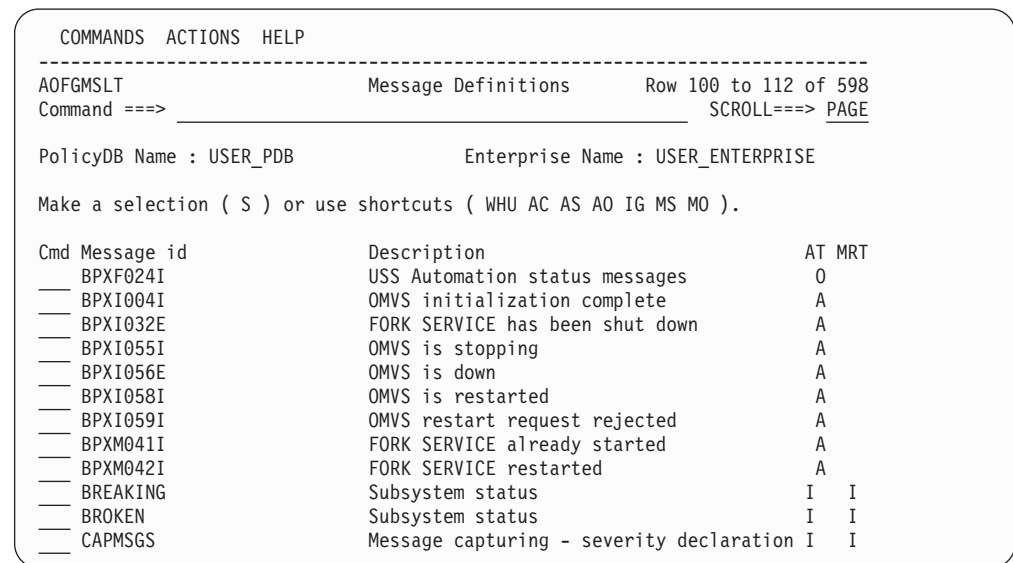 COMMANDS ACTIONS HELP
-------------------------------------------------------------------------------
AOFGMSLT Message Definitions Row 100 to 112 of 598
Command ===> SCROLL===> PAGE
PolicyDB Name : USER_PDB Enterprise Name : USER_ENTERPRISE
Make a selection ( S ) or use shortcuts ( WHU AC AS AO IG MS MO ).
Cmd Message id Description AT MRT
BPXF024I USS Automation status messages O
BPXI004I OMVS initialization complete A
BPXI032E FORK SERVICE has been shut down A
BPXI055I OMVS is stopping A
BPXI056E OMVS is down A
BPXI058I OMVS is restarted A
BPXI059I OMVS restart request rejected A
BPXM041I FORK SERVICE already started A
BPXM042I FORK SERVICE restarted A
BREAKING Subsystem status I I
BROKEN Subsystem status I I
CAPMSGS Message capturing - severity declaration I I